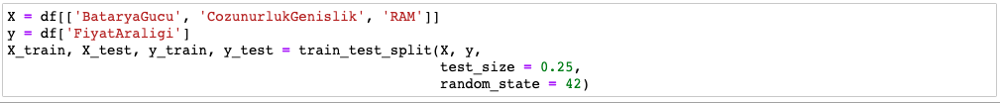 X = df[['BataryaGucu', 'CozunurlukGenislik', 'RAM']]
y = df['FiyatAraligi']
X_train, X_test, y_train, y_test = train_test_split(X, y,
test_size = 0.25,
random_state = 42)